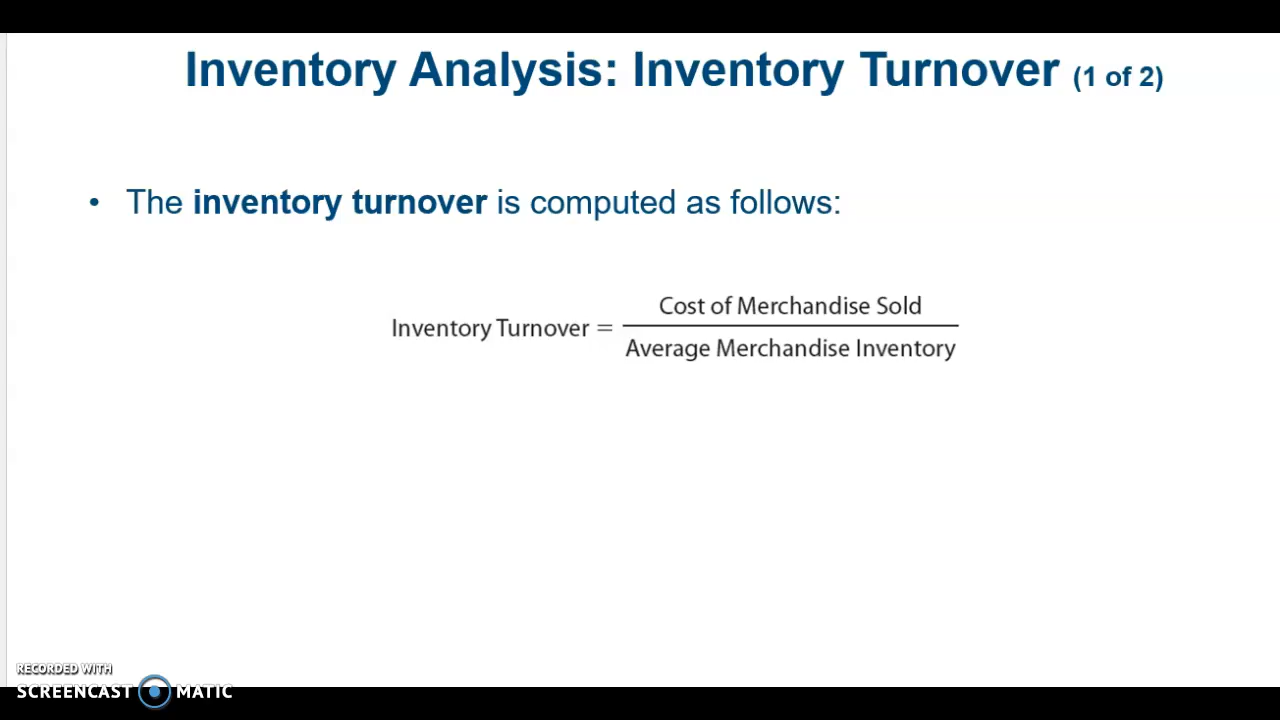 Inventory Analysis: Inventory Turnover (1 of 2)
• The inventory turnover is computed as follows:
Cost of Merchandise Sold
Inventory Turnover =
Average Merchandise Inventory
RECORDED WITH
SCREENCAST MATIC